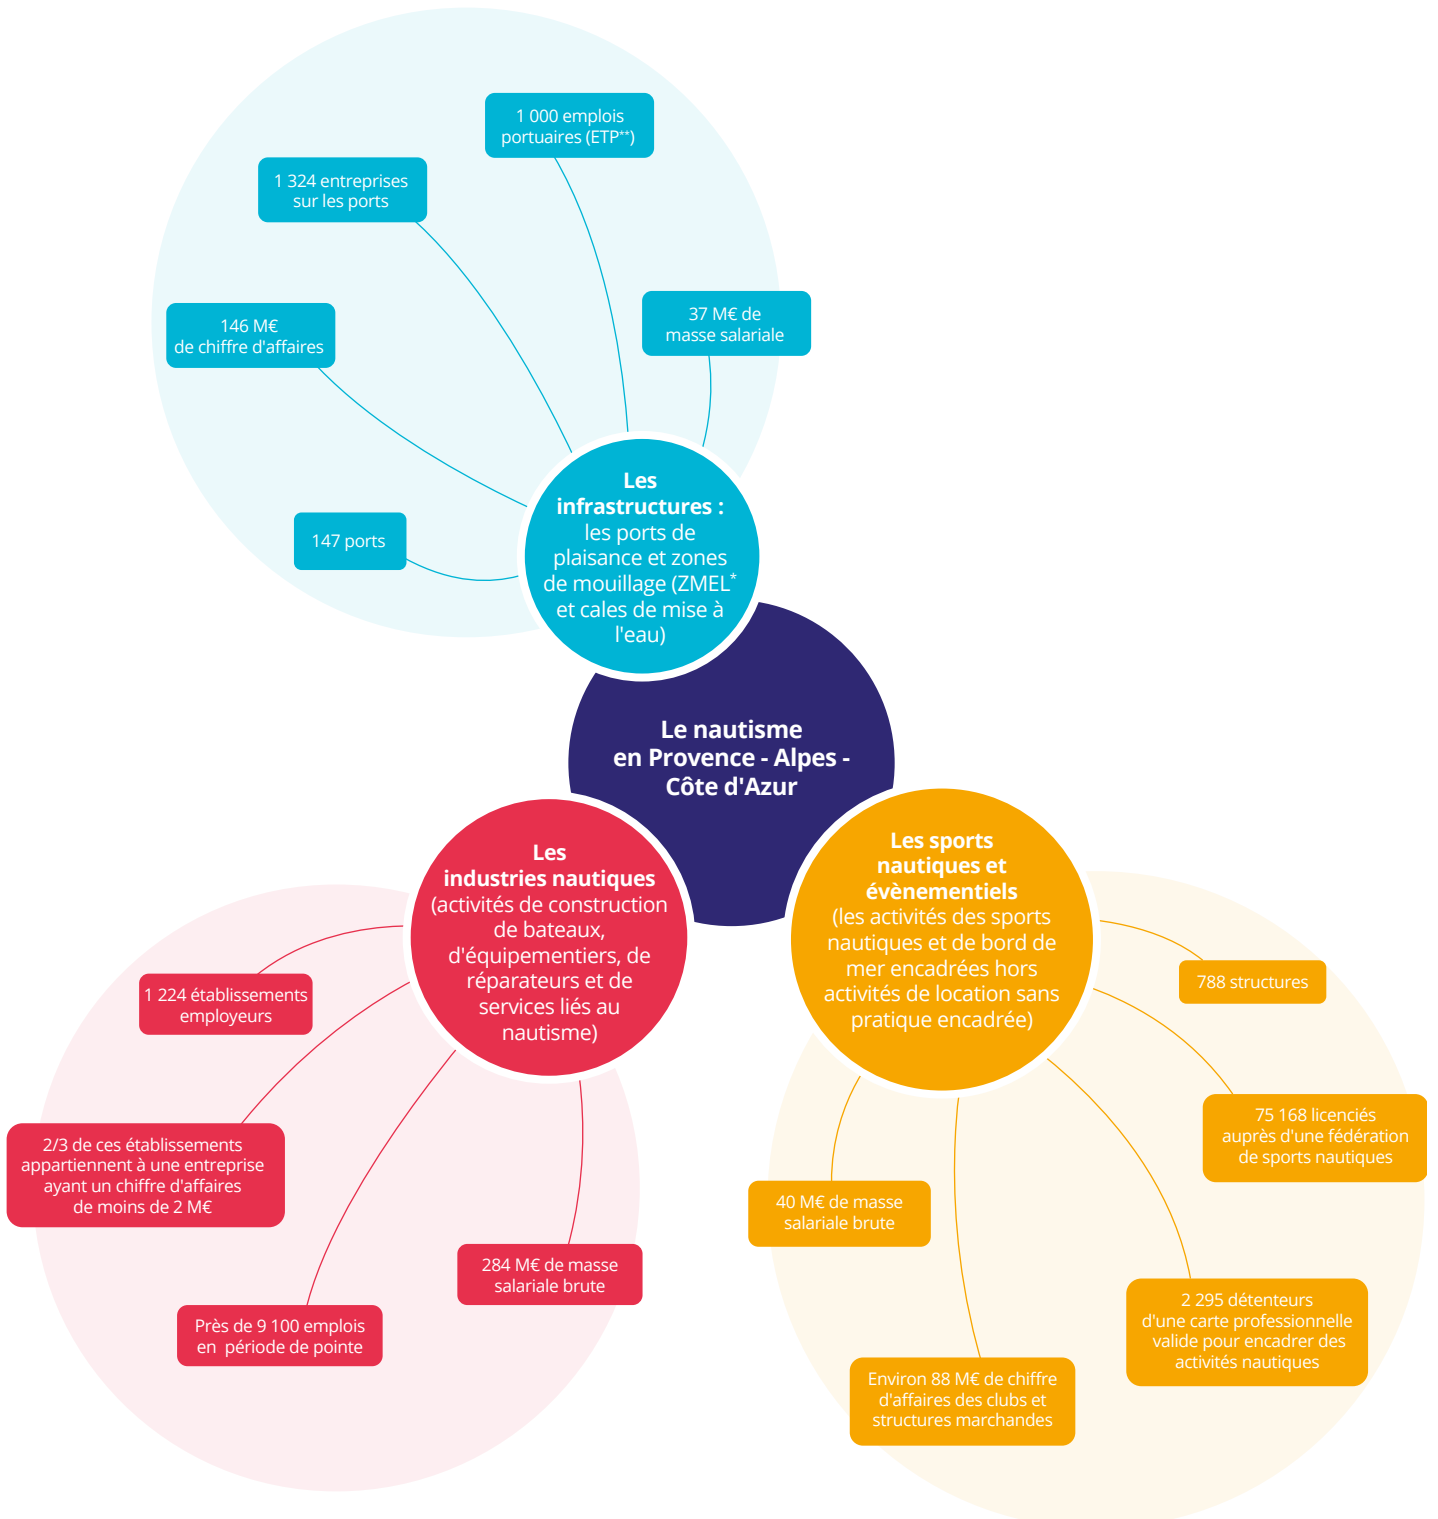 1 000 emplois
portuaires (ETP**)
1 324 entreprises
sur les ports
146 M€
de chiffre d'affaires
37 M€ de
masse salariale
147 ports
Les
infrastructures :
les ports de
plaisance et zones
de mouillage (ZMEL*
et cales de mise à
l'eau)
Le nautisme
en Provence - Alpes -
Côte d'Azur
Les
industries nautiques
(activités de construction
de bateaux,
d'équipementiers, de
réparateurs et de
services liés au
nautisme)
1 224 établissements
employeurs
2/3 de ces établissements
appartiennent à une entreprise
ayant un chiffre d'affaires
de moins de 2 M€
Près de 9 100 emplois
en  période de pointe
284 M€ de masse
salariale brute
Les sports
nautiques et
évènementiels
(les activités des sports
nautiques et de bord de
mer encadrées hors
activités de location sans
pratique encadrée)
788 structures
75 168 licenciés
auprès d'une fédération
de sports nautiques
2 295 détenteurs
d'une carte professionnelle
valide pour encadrer des
activités nautiques
Environ 88 M€ de chiffre
d'affaires des clubs et
structures marchandes
40 M€ de masse
salariale brute